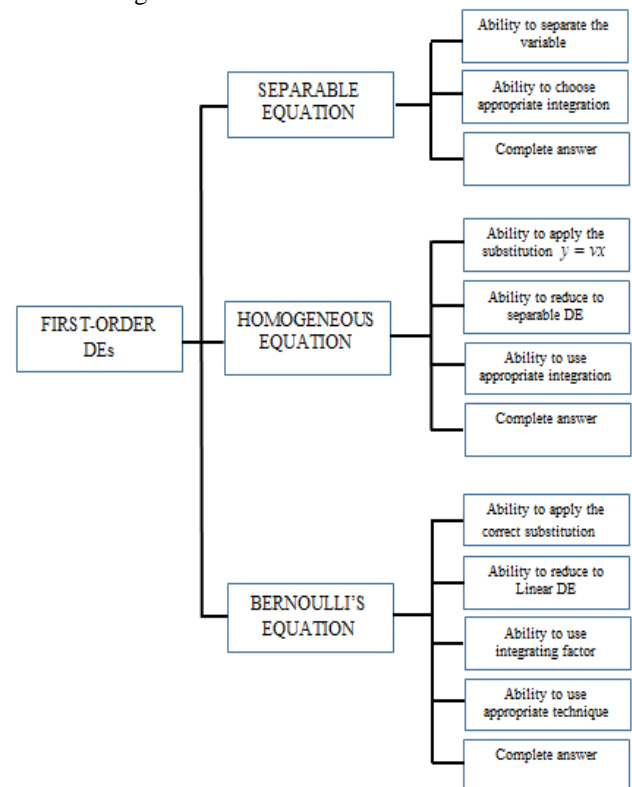 Ability to separate the
variable
SEPARABLE
EQUATION
Ability to choose
appropriate integration
Complete answer
Ability to apply the
substitution y = vx
FIRST-ORDER
DEs
HOMOGENEOUS
EQUATION
Ability to reduce to
separable DE
Ability to use
appropriate integration
Complete answer
Ability to apply the
correct substitution
Ability to reduce to
Linear DE
BERNOULLI'S
EQUATION
Ability to use
integrating factor
Ability to use
appropriate technique
Complete answer